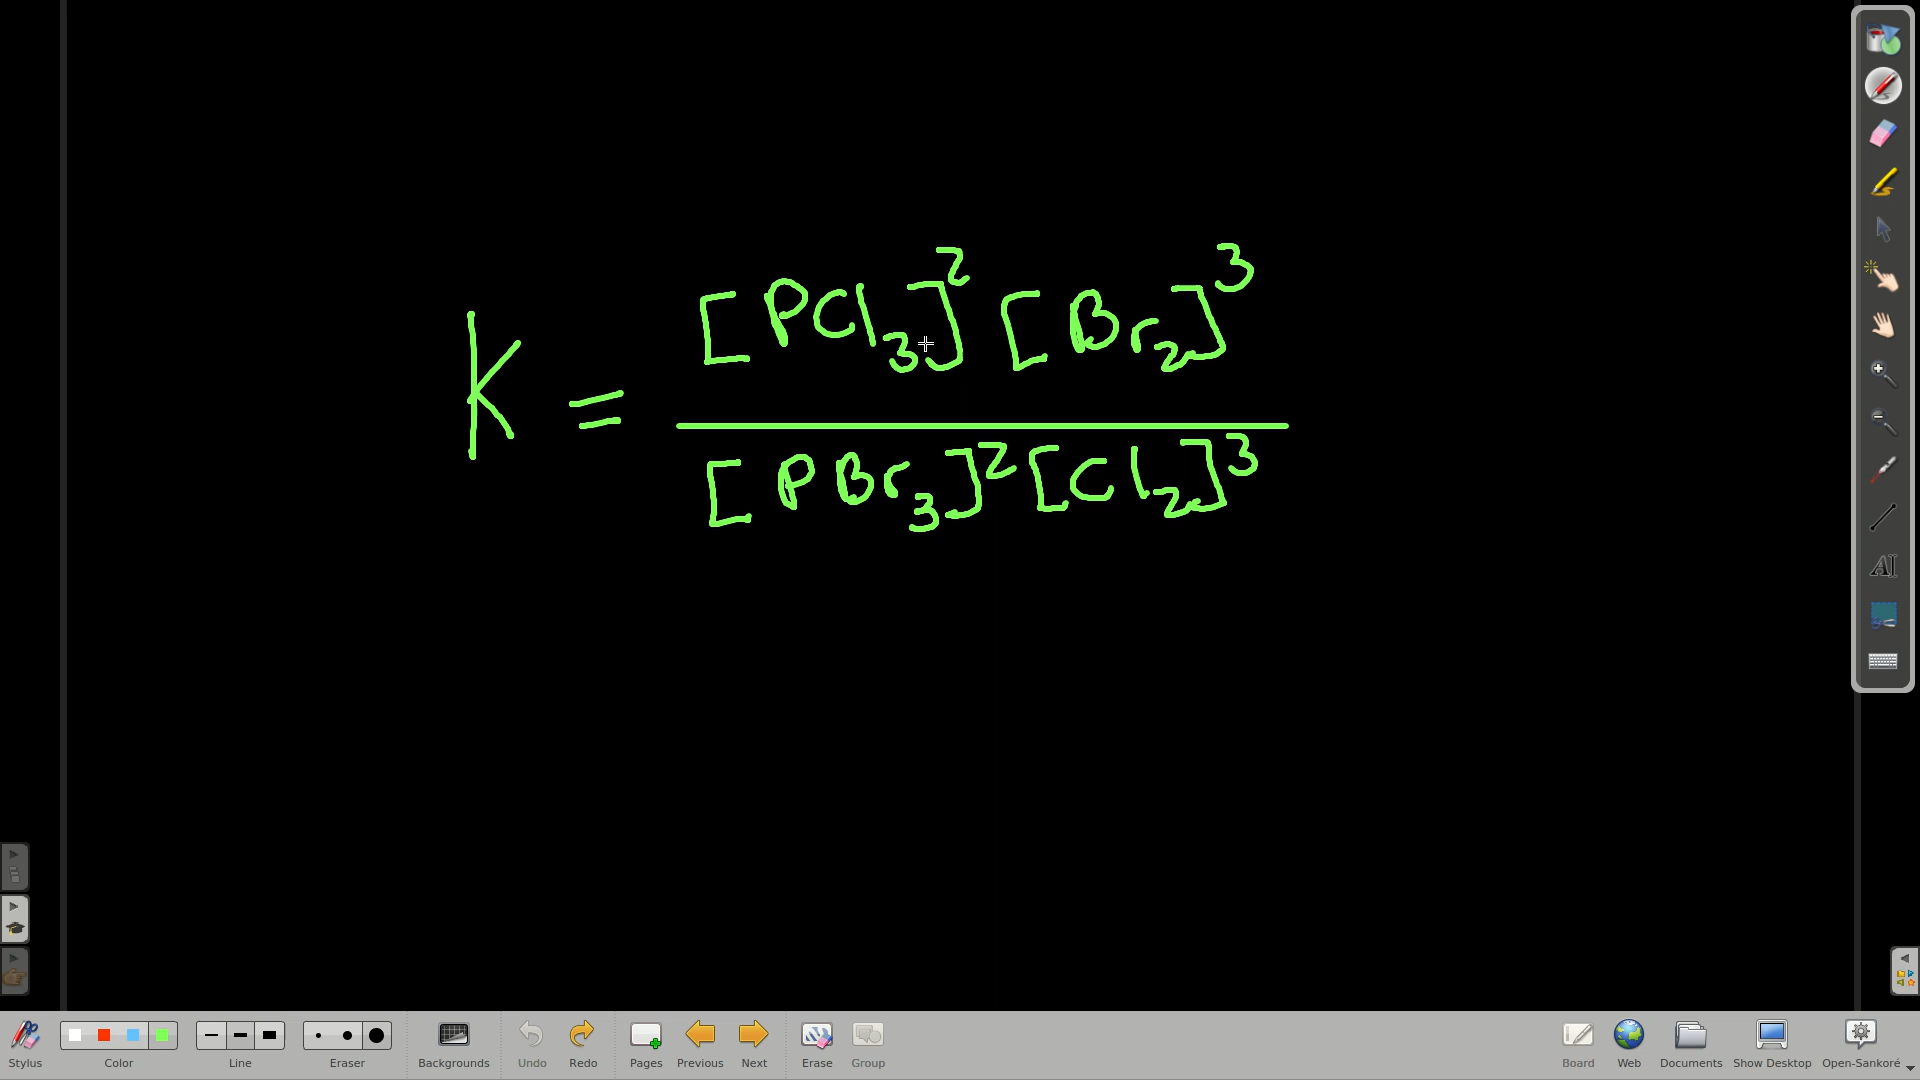 K = [PCl₃]² [Br₂]³
[PBr₃]² [Cl₂]³
AI
Stylus Color Line Eraser Backgrounds Undo Redo Pages Previous Next Erase Group Board Web Documents Show Desktop Open-Sankoré